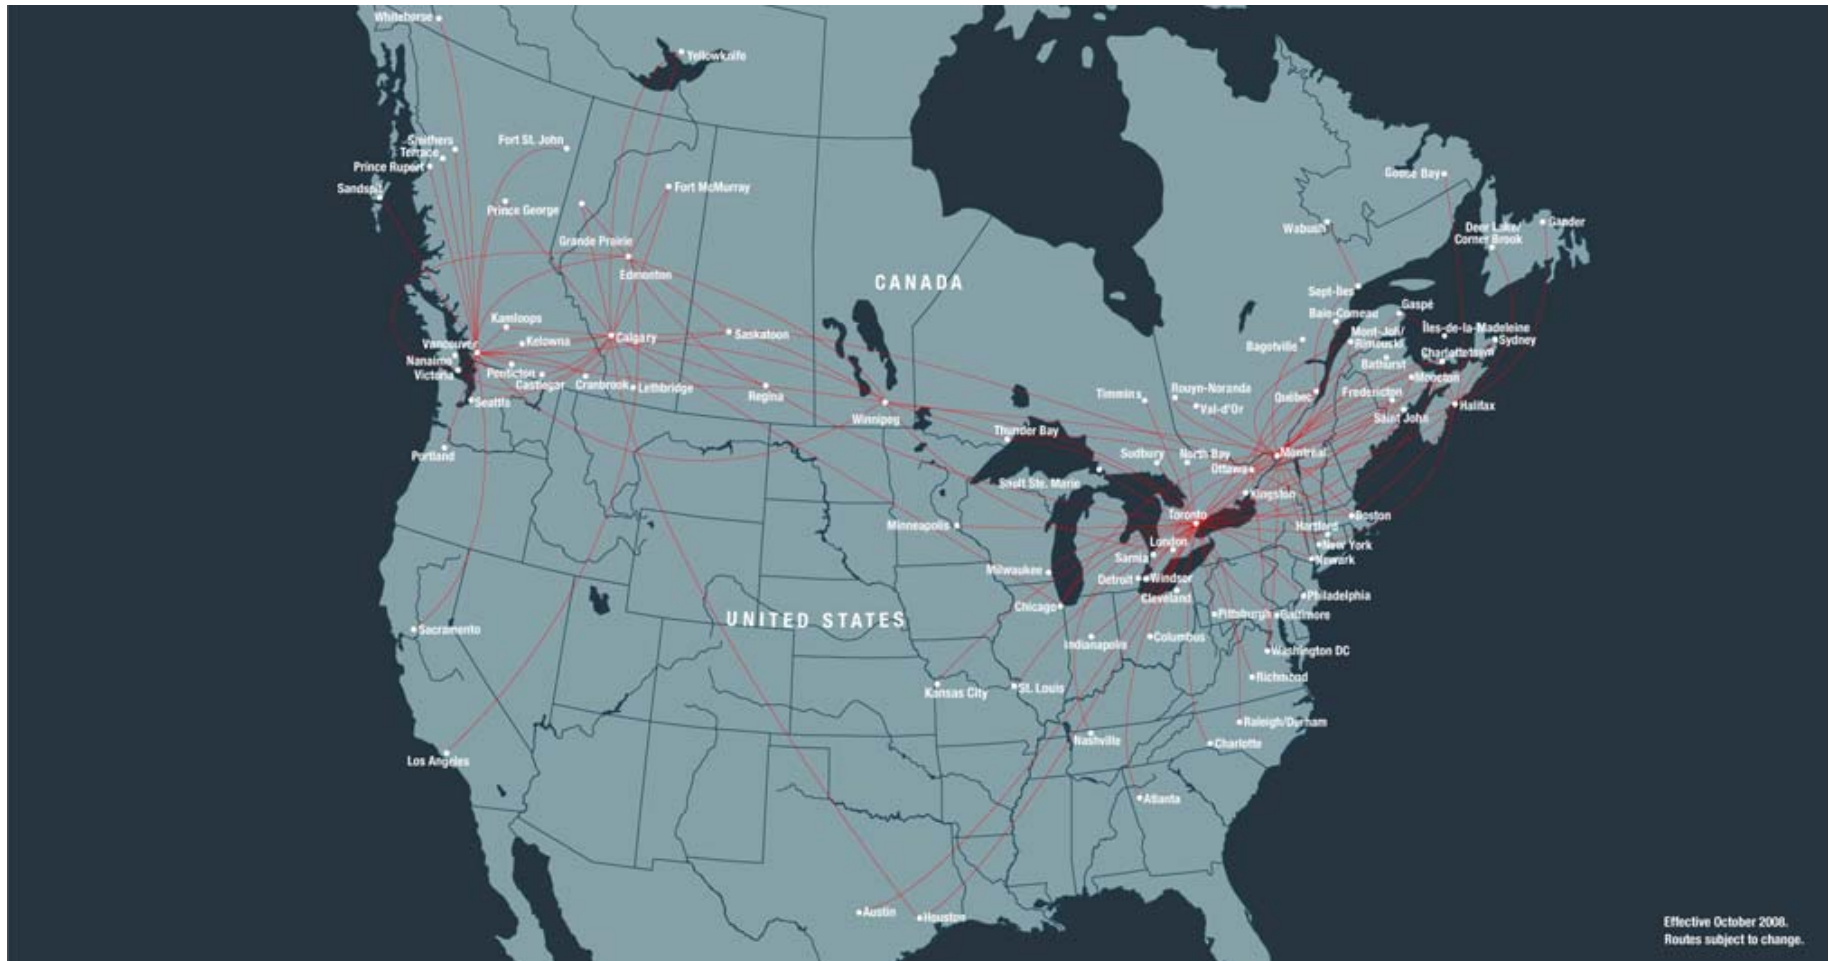 Whitehorse
Yellowknife
Smithers
Terrace
Prince Rupert
Sandspit
Fort St. John
Prince George
Fort McMurray
Grande Prairie
Edmonton
Kamloops
Kelowna
Vancouver
Nanaimo
Victoria
Penticton
Castlegar
Cranbrook
Lethbridge
Calgary
Saskatoon
Regina
Winnipeg
Seattle
Portland
Sacramento
Los Angeles
CANADA
UNITED STATES
Goose Bay
Wabush
Deer Lake/
Corner Brook
Gander
Sept-Îles
Baie-Comeau
Gaspé
Mont-Joli/
Rimouski
Îles-de-la-Madeleine
Sydney
Bagotville
Bathurst
Charlottetown
Moncton
Québec
Fredericton
Saint John
Halifax
Timmins
Rouyn-Noranda
Val-d'Or
Thunder Bay
Sudbury
North Bay
Ottawa
Montréal
Sault Ste. Marie
Kingston
Toronto
London
Sarnia
Windsor
Detroit
Cleveland
Boston
Hartford
New York
Newark
Minneapolis
Milwaukee
Chicago
Philadelphia
Pittsburgh
Baltimore
Indianapolis
Columbus
Washington DC
Richmond
Kansas City
St. Louis
Raleigh/Durham
Nashville
Charlotte
Atlanta
Austin
Houston
Effective October 2008.
Routes subject to change.